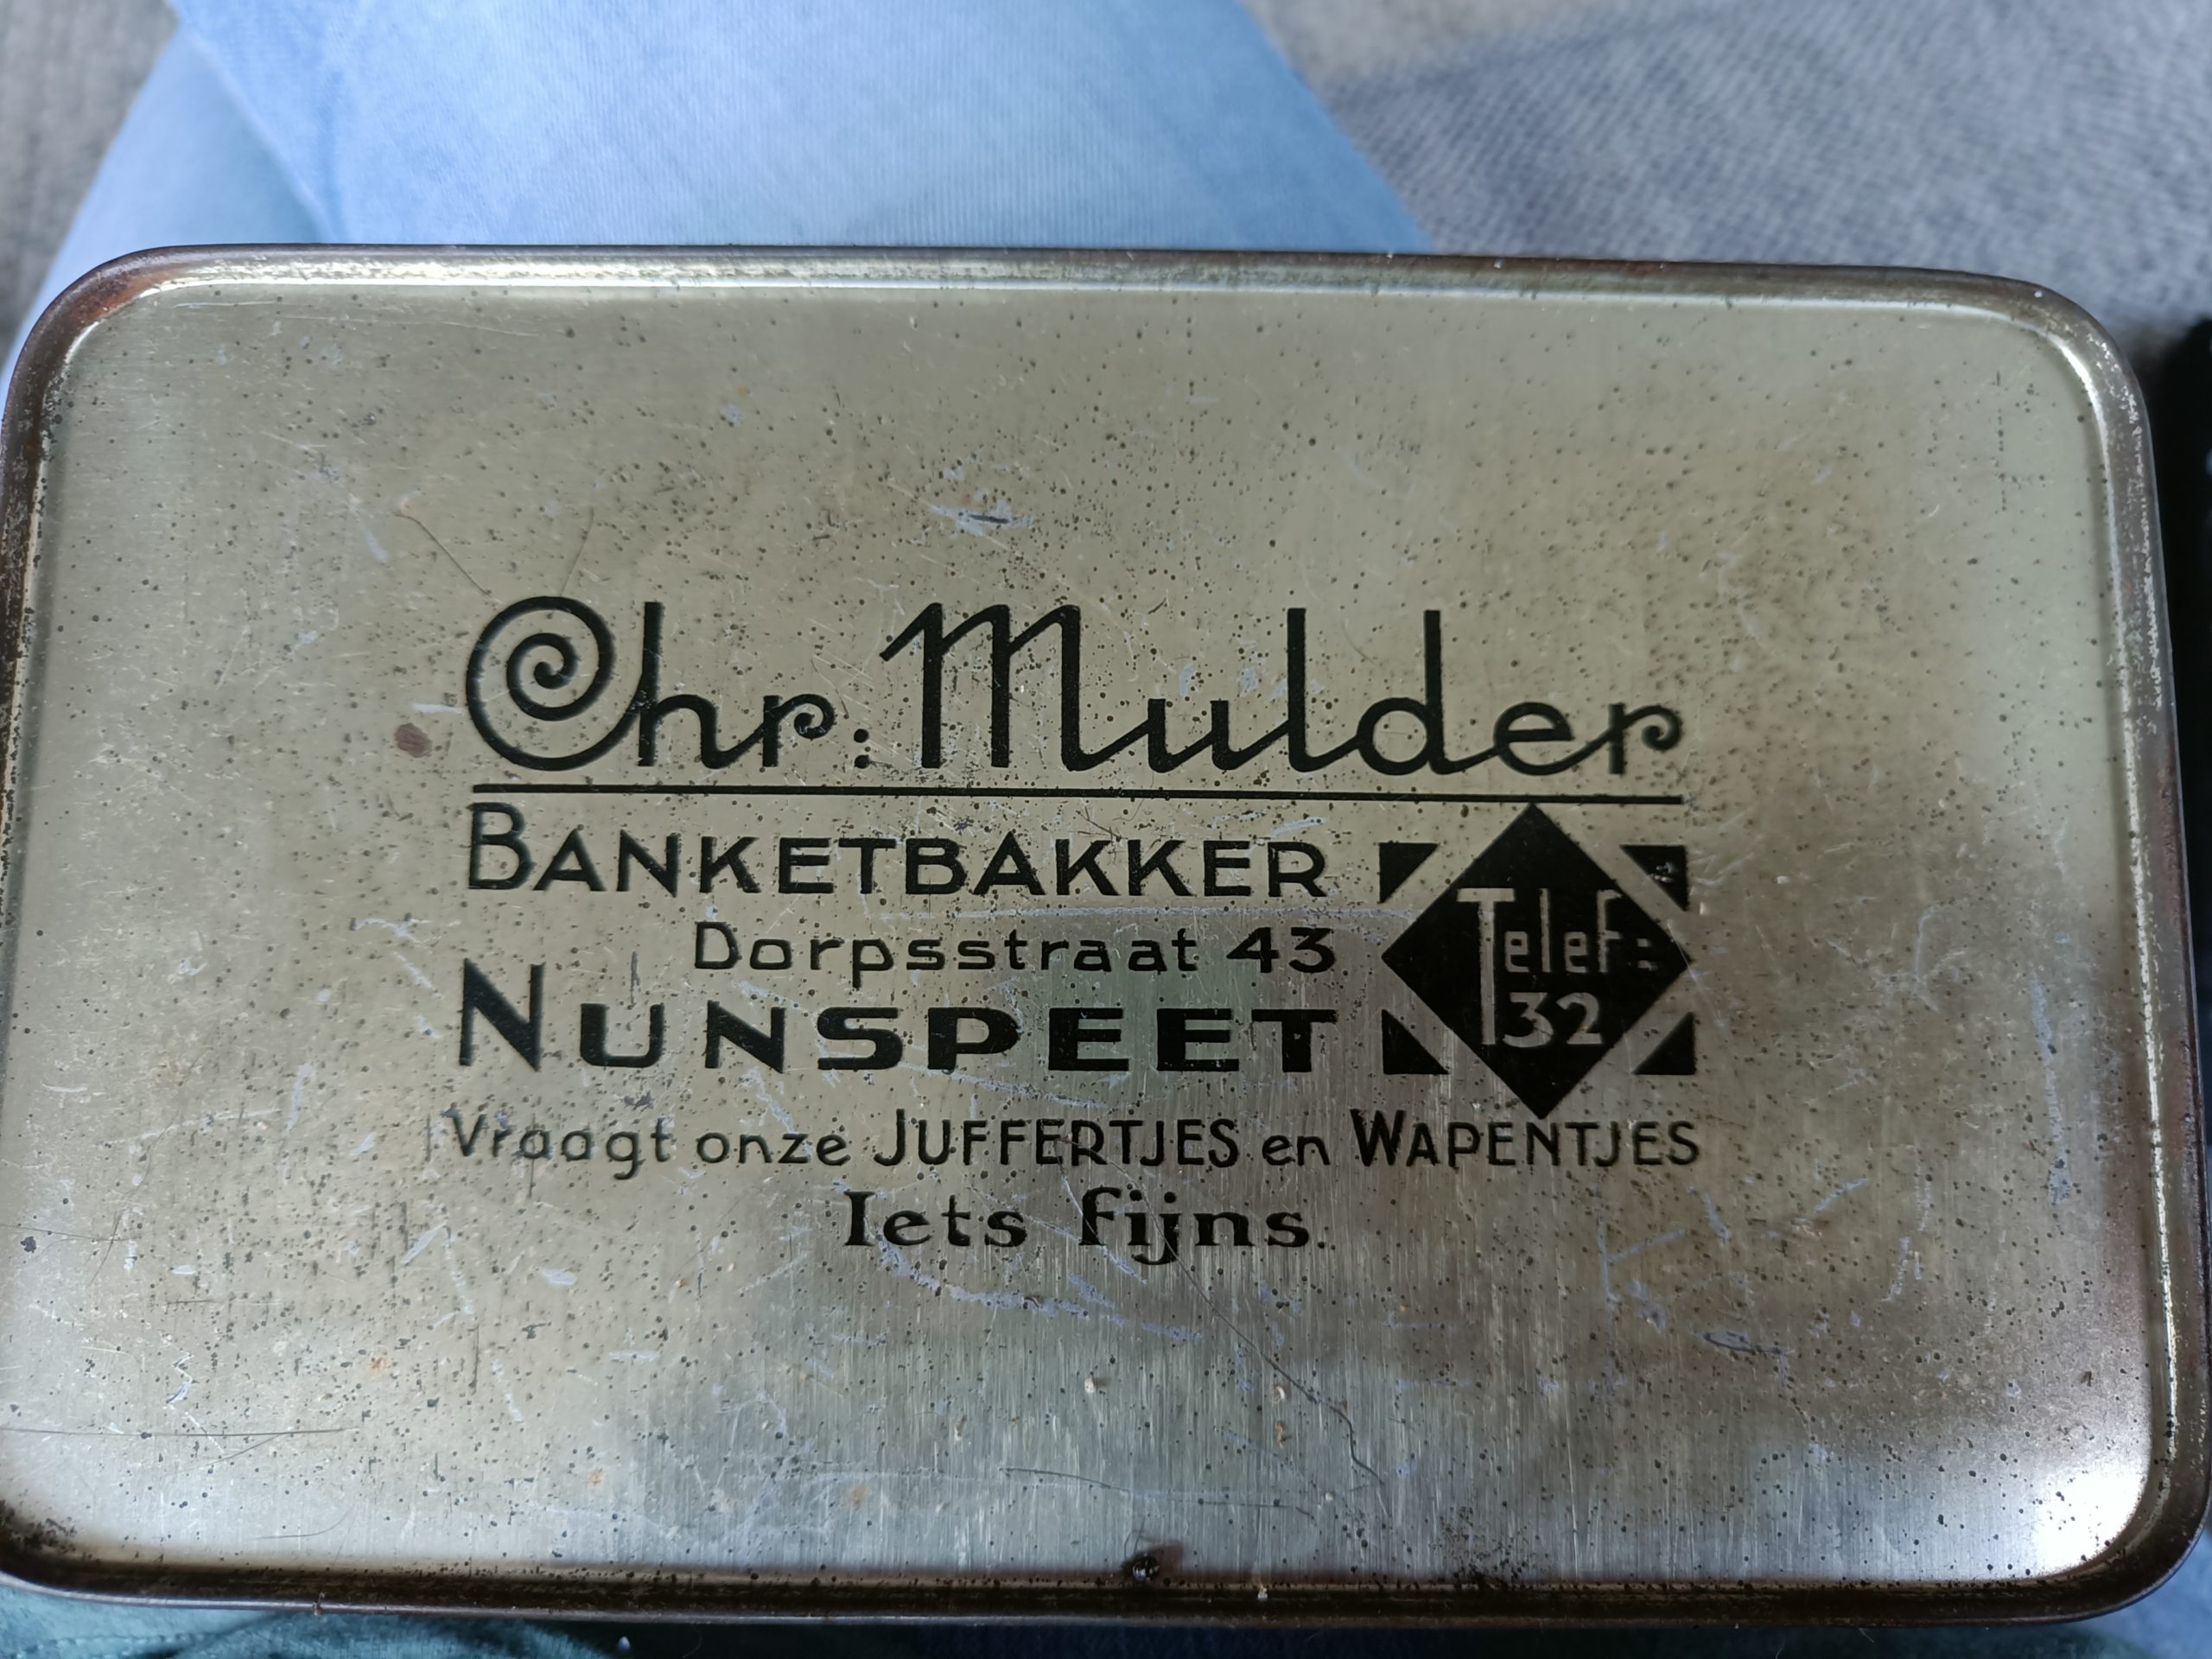 Chr: Mulder
BANKETBAKKER
Dorpsstraat 43
NUNSPEET
Telef:
32
Vraagt onze JUFFERTJES en WAPENTJES
Iets fijns.